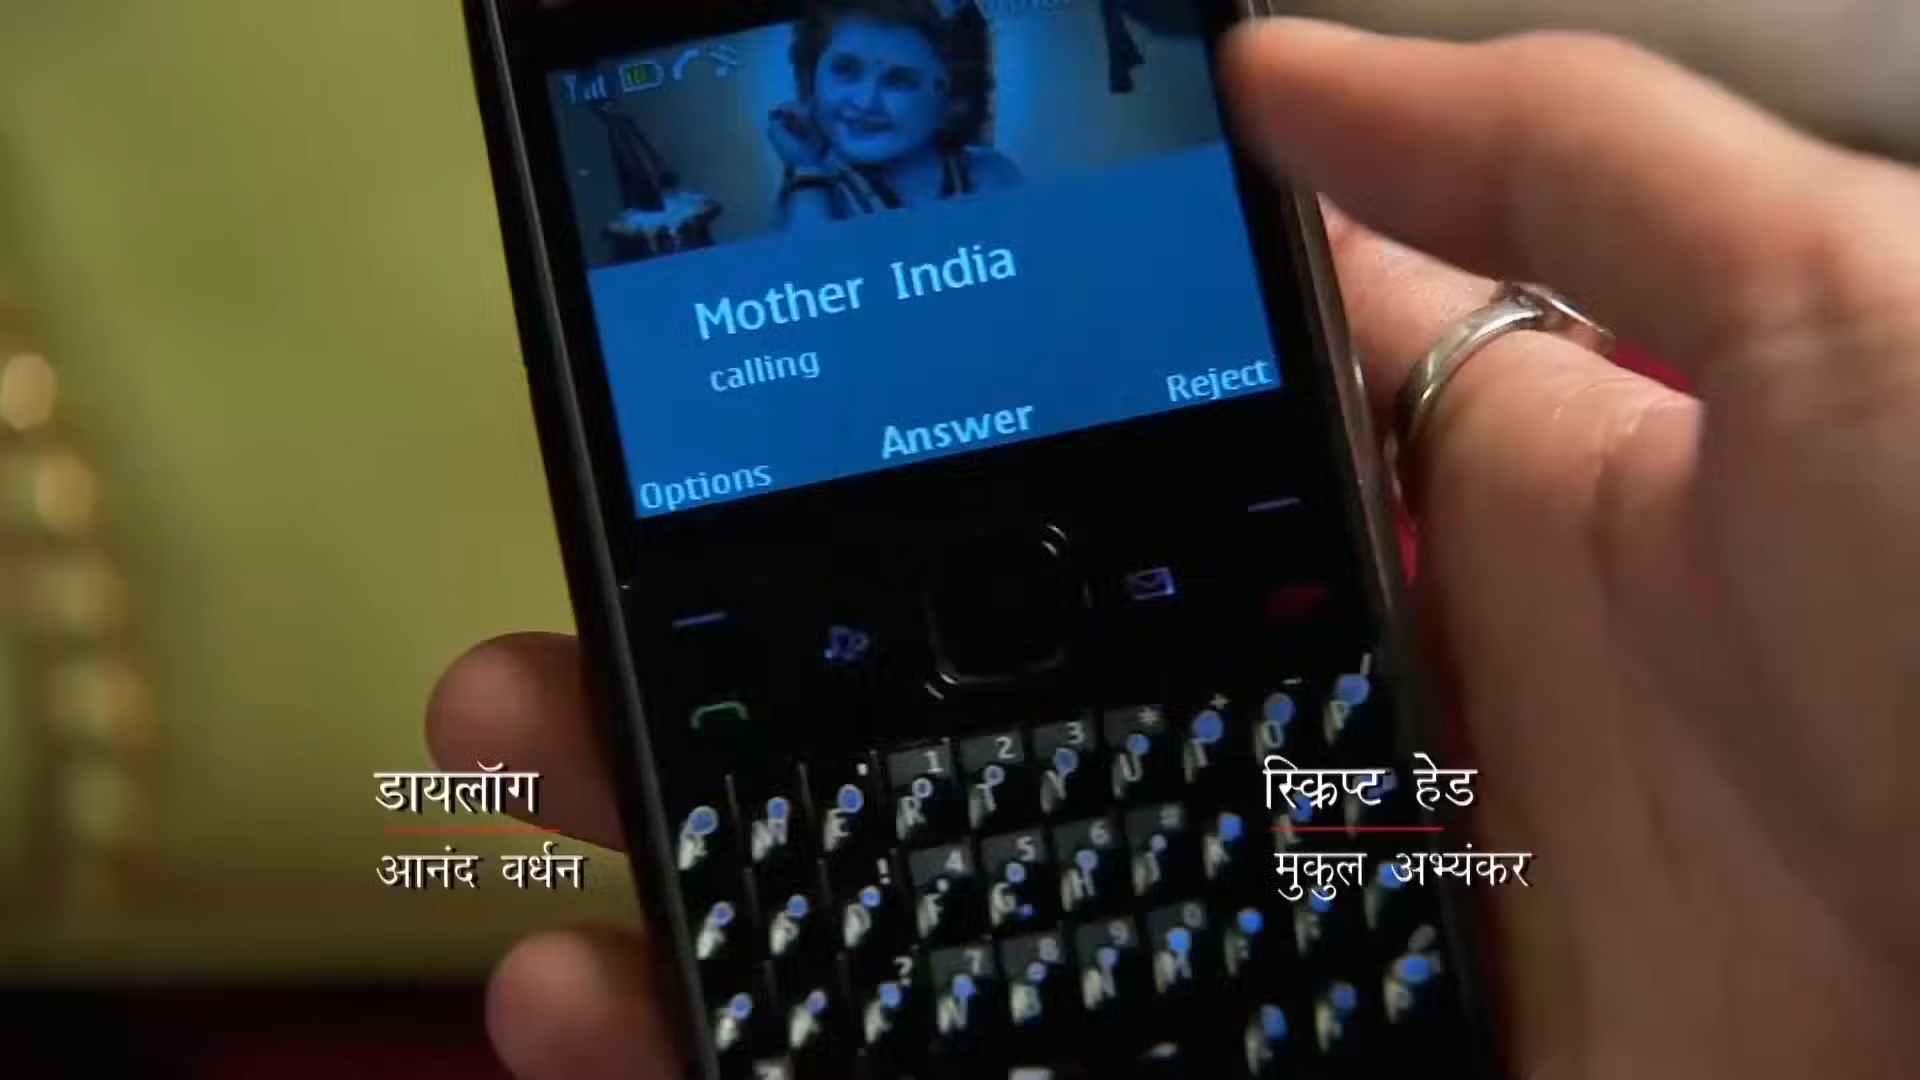 Mother India
calling
Answer
Reject
Options
डायलॉग
आनंद वर्धन
स्क्रिप्ट हेड
मुकुल अभ्यंकर